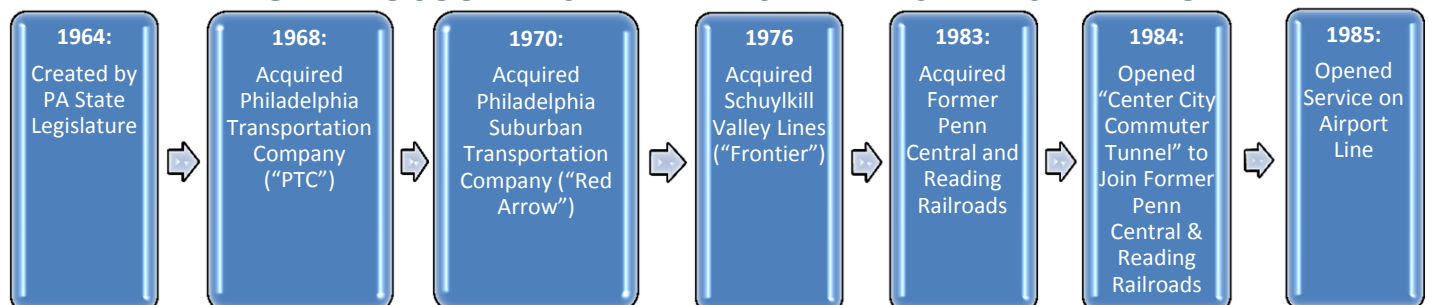 1964:
Created by
PA State
Legislature
1968:
Acquired
Philadelphia
Transportation
Company
("PTC")
1970:
Acquired
Philadelphia
Suburban
Transportation
Company ("Red
Arrow")
1976
Acquired
Schuylkill
Valley Lines
("Frontier")
1983:
Acquired
Former
Penn
Central and
Reading
Railroads
1984:
Opened
“Center City
Commuter
Tunnel” to
Join Former
Penn
Central &
Reading
Railroads
1985:
Opened
Service on
Airport
Line